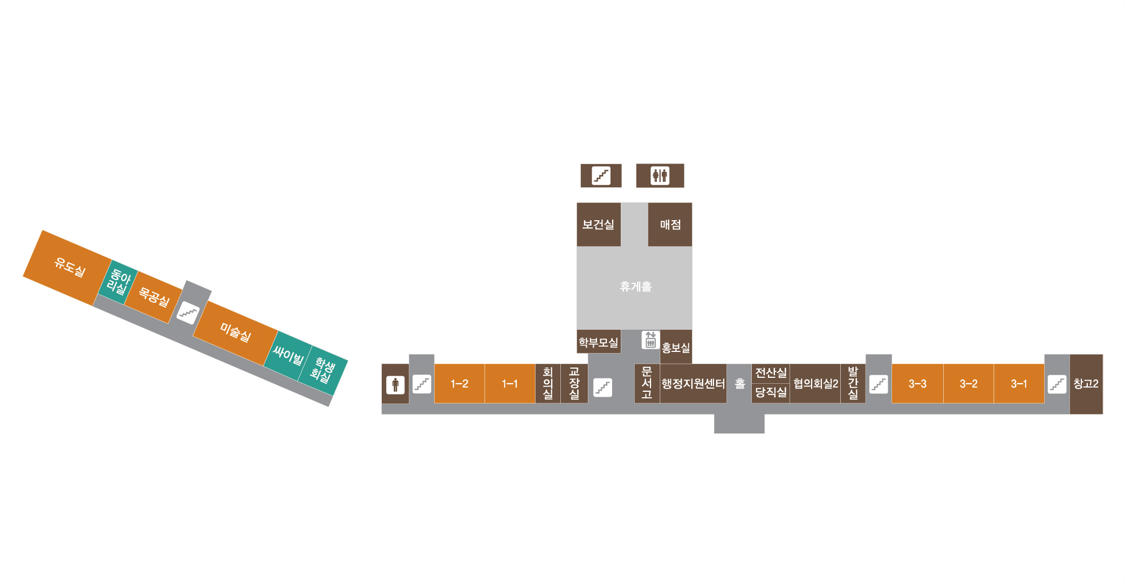 보건실
매점
휴게홀
유도실
동아
리실
목공실
미술실
싸이빌
학생
회실
학부모실
홍보실
1-2
1-1
회의실
교장실
문서고
행정지원센터
홀
전산실
당직실
협의회실2
발간실
3-3
3-2
3-1
창고2